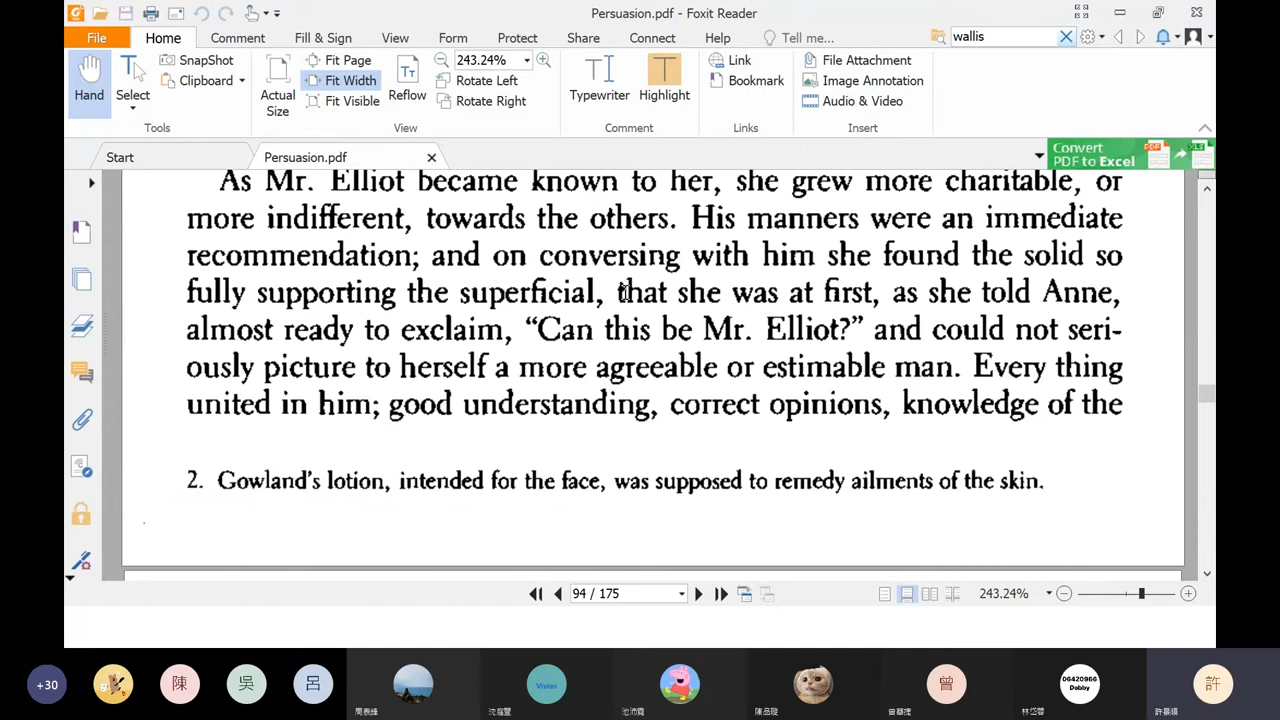 Persuasion.pdf - Foxit Reader
File Home Comment Fill & Sign View Form Protect Share Connect Help Tell me... wallis
Hand Select SnapShot Clipboard Actual Size Fit Page Fit Width Fit Visible Reflow 243.24% Rotate Left Rotate Right Typewriter Highlight Link Bookmark File Attachment Image Annotation Audio & Video
Tools View Comment Links Insert
Start Persuasion.pdf Convert PDF to Excel
As Mr. Elliot became known to her, she grew more charitable, or
more indifferent, towards the others. His manners were an immediate
recommendation; and on conversing with him she found the solid so
fully supporting the superficial, that she was at first, as she told Anne,
almost ready to exclaim, “Can this be Mr. Elliot?” and could not seri-
ously picture to herself a more agreeable or estimable man. Every thing
united in him; good understanding, correct opinions, knowledge of the
2. Gowland's lotion, intended for the face, was supposed to remedy ailments of the skin.
94 / 175 243.24%
+30 陳 吳 呂 Vivian 曾 06420966 Debby 許